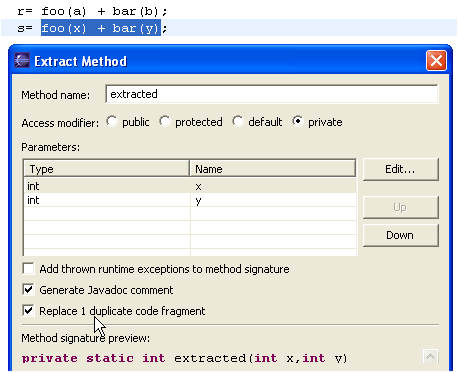 r= foo(a) + bar(b);
s= foo(x) + bar(y);
Extract Method
Method name: extracted
Access modifier: public protected default private
Parameters:
Type Name
int x
int y
Edit...
Up
Down
Add thrown runtime exceptions to method signature
Generate Javadoc comment
Replace 1 duplicate code fragment
Method signature preview:
private static int extracted(int x,int y)